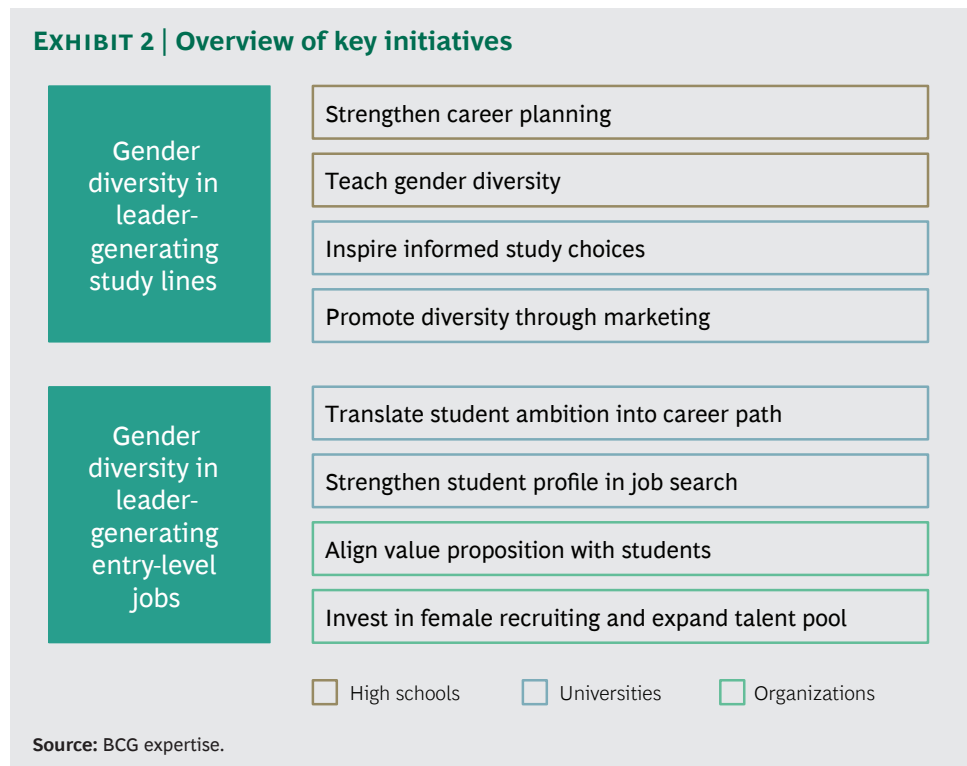 EXHIBIT 2 | Overview of key initiatives
Gender
diversity in
leader-
generating
study lines
Strengthen career planning
Teach gender diversity
Inspire informed study choices
Promote diversity through marketing
Gender
diversity in
leader-
generating
entry-level
jobs
Translate student ambition into career path
Strengthen student profile in job search
Align value proposition with students
Invest in female recruiting and expand talent pool
High schools
Universities
Organizations
Source: BCG expertise.